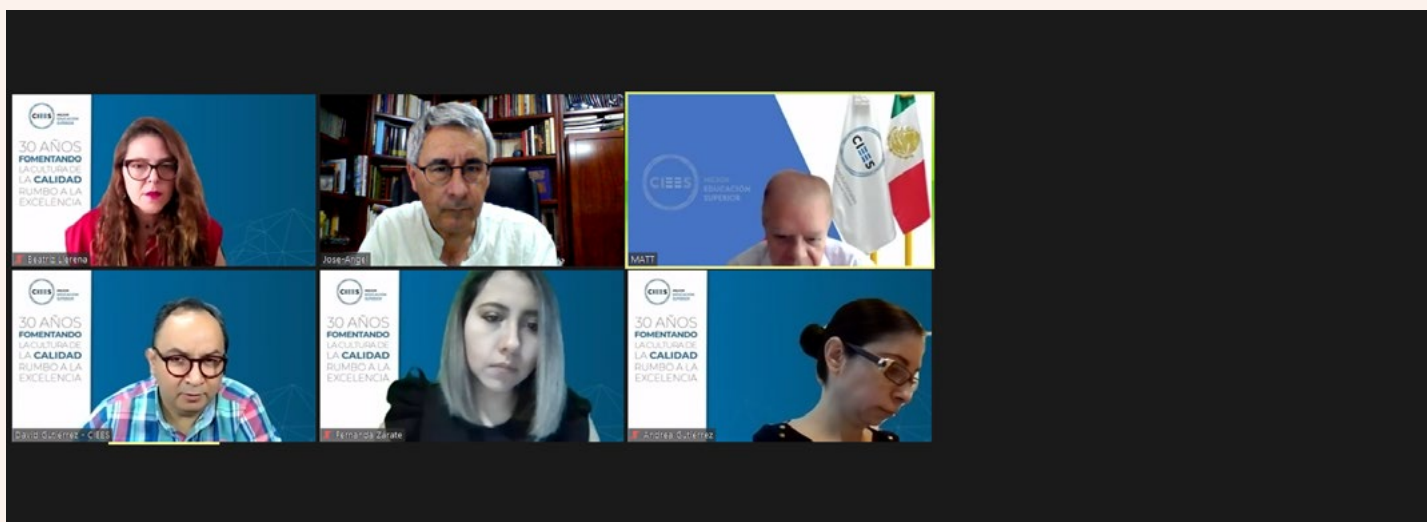 CIEES
30 AÑOS
FOMENTANDO
LA CULTURA DE
LA CALIDAD
RUMBO A LA
EXCELENCIA
Beatriz Llerena
Jose-Angel
CIEES
EDUCACIÓN
SUPERIOR
CIEES
MATT
CIEES
30 AÑOS
FOMENTANDO
LA CULTURA DE
LA CALIDAD
RUMBO A LA
EXCELENCIA
David Gutiérrez - CIEES
CIEES
30 AÑOS
FOMENTANDO
LA CULTURA DE
LA CALIDAD
RUMBO A LA
EXCELENCIA
Fernanda Zárate
CIEES
30 AÑOS
FOMENTANDO
LA CULTURA DE
LA CALIDAD
RUMBO A LA
EXCELENCIA
Andrea Gutiérrez